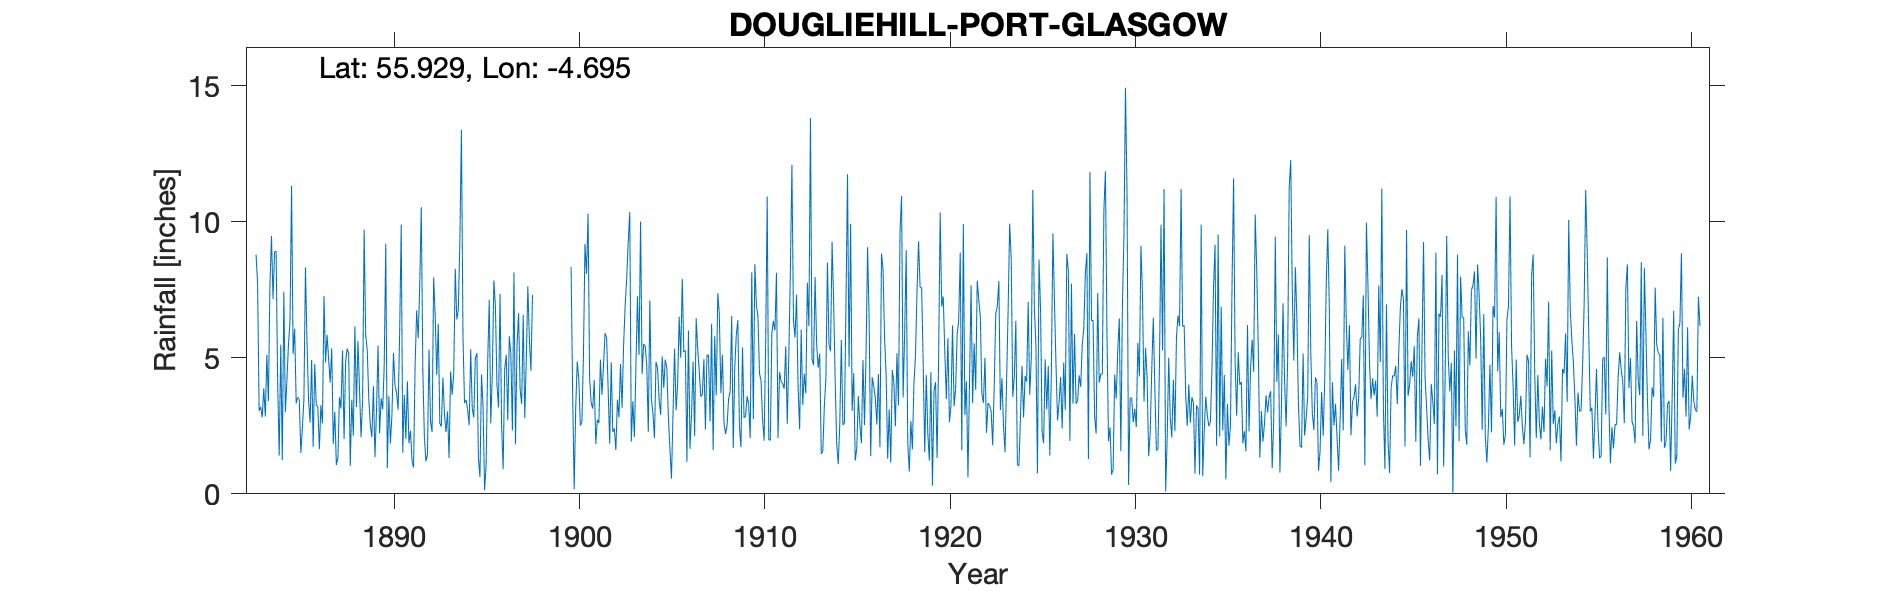 DOUGLIEHILL-PORT-GLASGOW
Lat: 55.929, Lon: -4.695
15
10
5
0
Rainfall [inches]
1890 1900 1910 1920 1930 1940 1950 1960
Year